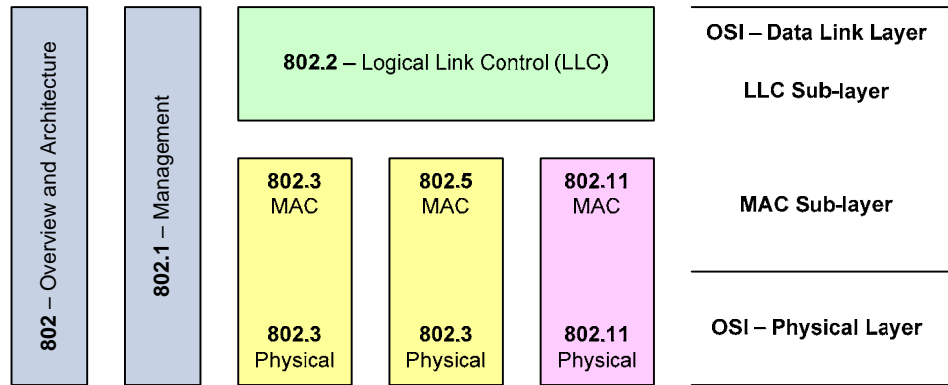 802 – Overview and Architecture
802.1 – Management
802.2 – Logical Link Control (LLC)
802.3
MAC
802.3
Physical
802.5
MAC
802.3
Physical
802.11
MAC
802.11
Physical
OSI – Data Link Layer
LLC Sub-layer
MAC Sub-layer
OSI – Physical Layer